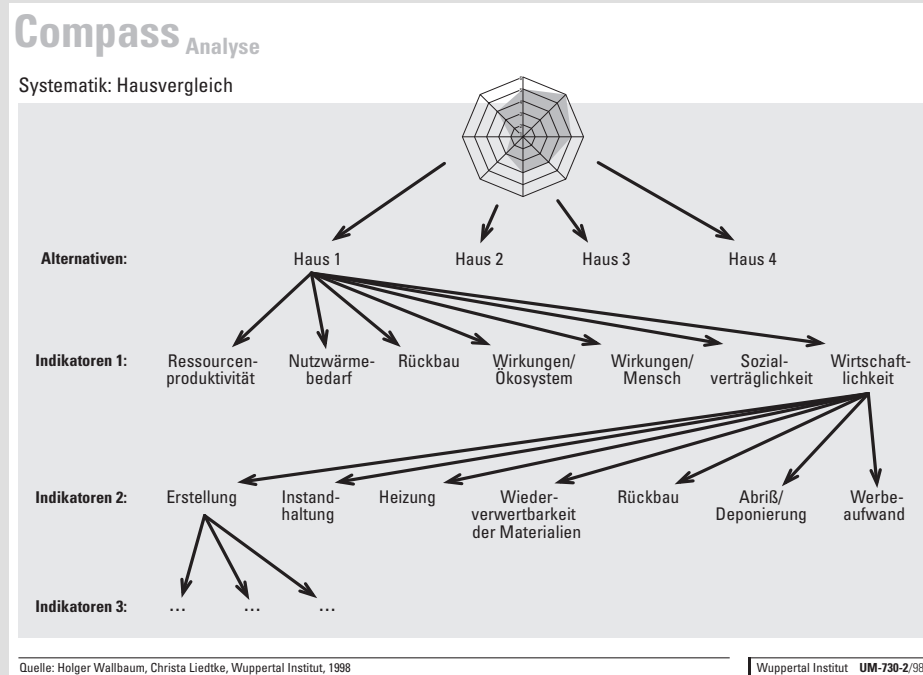 Compass Analyse
Systematik: Hausvergleich
Alternativen: Haus 1 Haus 2 Haus 3 Haus 4
Indikatoren 1: Ressourcen- Nutzwärme- Rückbau Wirkungen/ Wirkungen/ Sozial- Wirtschaft-
produktivität bedarf Ökosystem Mensch verträglichkeit lichkeit
Indikatoren 2: Erstellung Instand- Heizung Wieder- Rückbau Abriß/ Werbe-
haltung verwertbarkeit Deponierung aufwand
der Materialien
Indikatoren 3: ... ... ...
Quelle: Holger Wallbaum, Christa Liedtke, Wuppertal Institut, 1998
Wuppertal Institut UM-730-2/98